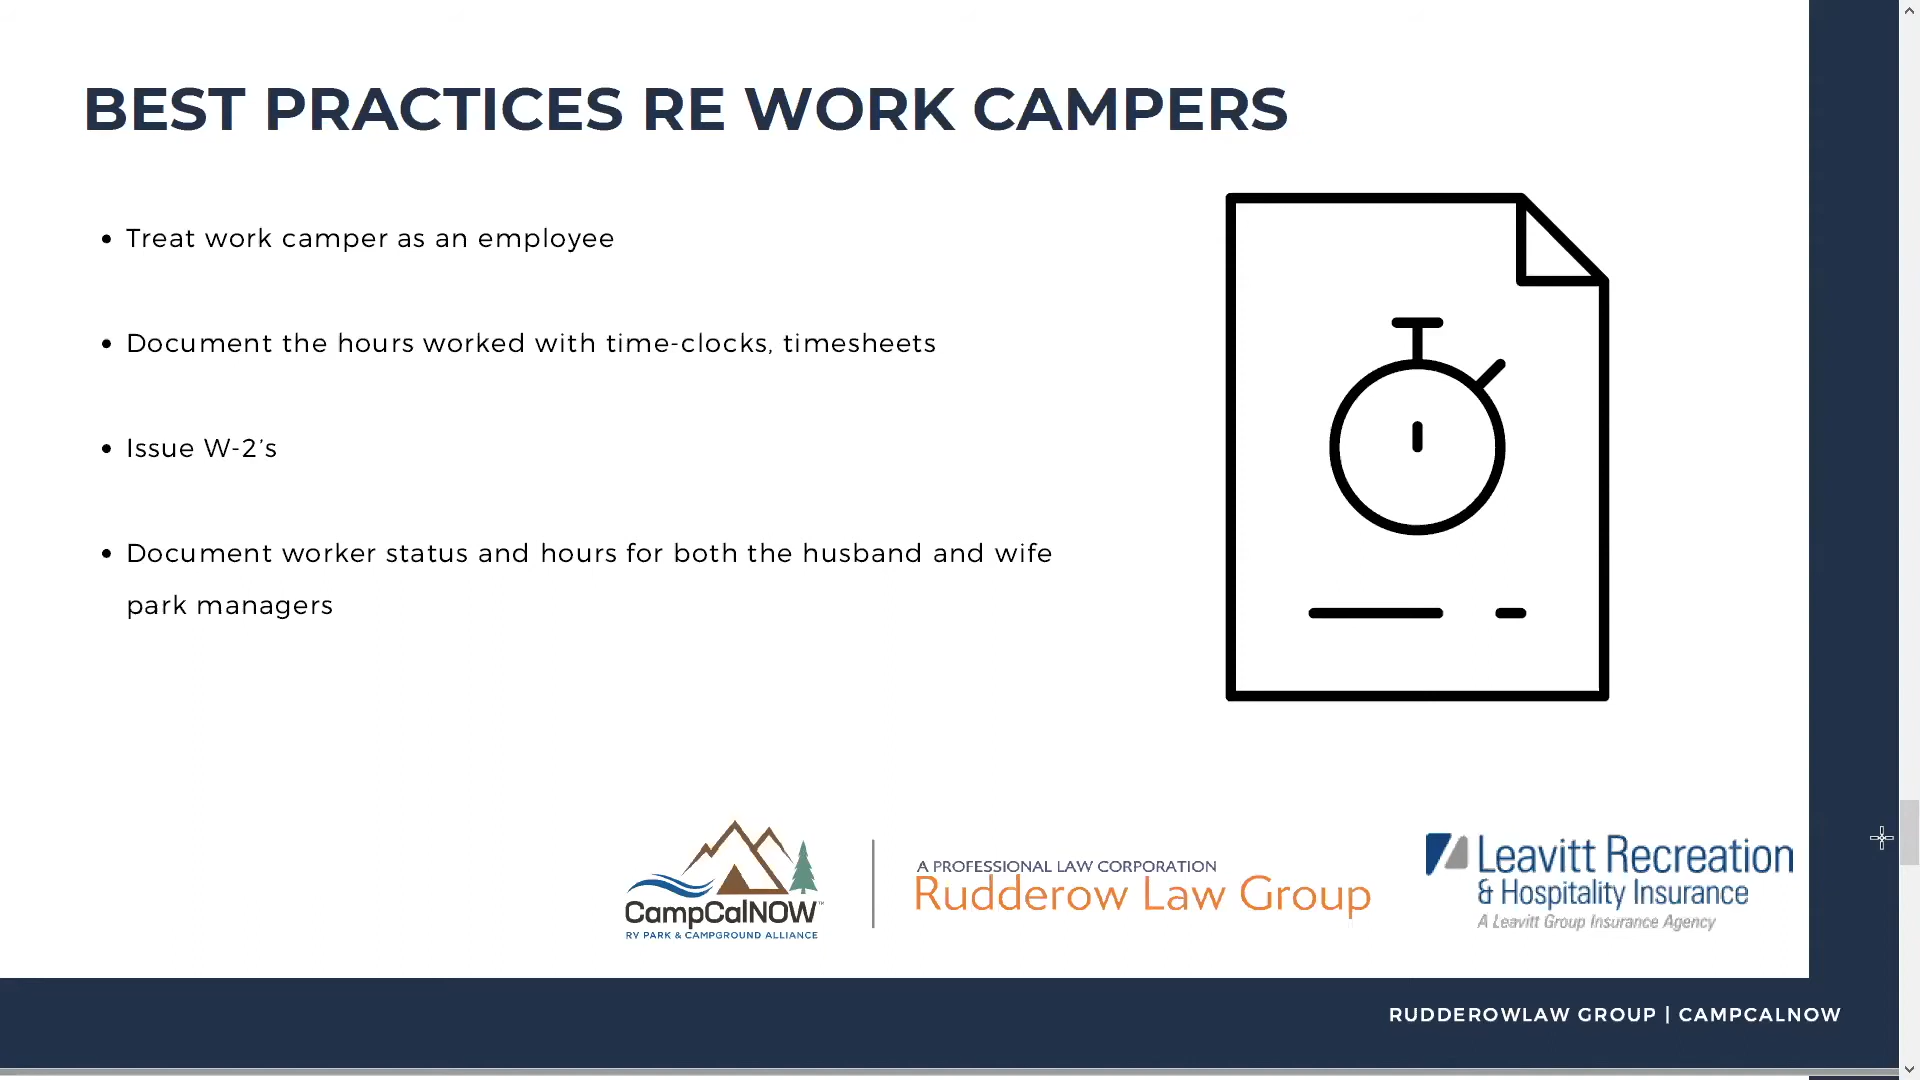 BEST PRACTICES RE WORK CAMPERS
• Treat work camper as an employee
• Document the hours worked with time-clocks, timesheets
• Issue W-2’s
• Document worker status and hours for both the husband and wife
park managers
CampCalNOW™
RV PARK & CAMPGROUND ALLIANCE
A PROFESSIONAL LAW CORPORATION
Rudderow Law Group
Leavitt Recreation
& Hospitality Insurance
A Leavitt Group Insurance Agency
RUDDEROWLAW GROUP | CAMPCALNOW